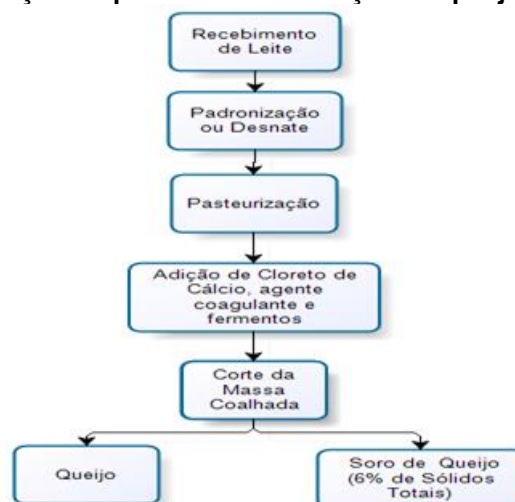 Recebimento
de Leite
Padronização
ou Desnate
Pasteurização
Adição de Cloreto de
Cálcio, agente
coagulante e
fermentos
Corte da
Massa
Coalhada
Queijo
Soro de Queijo
(6% de Sólidos
Totais)